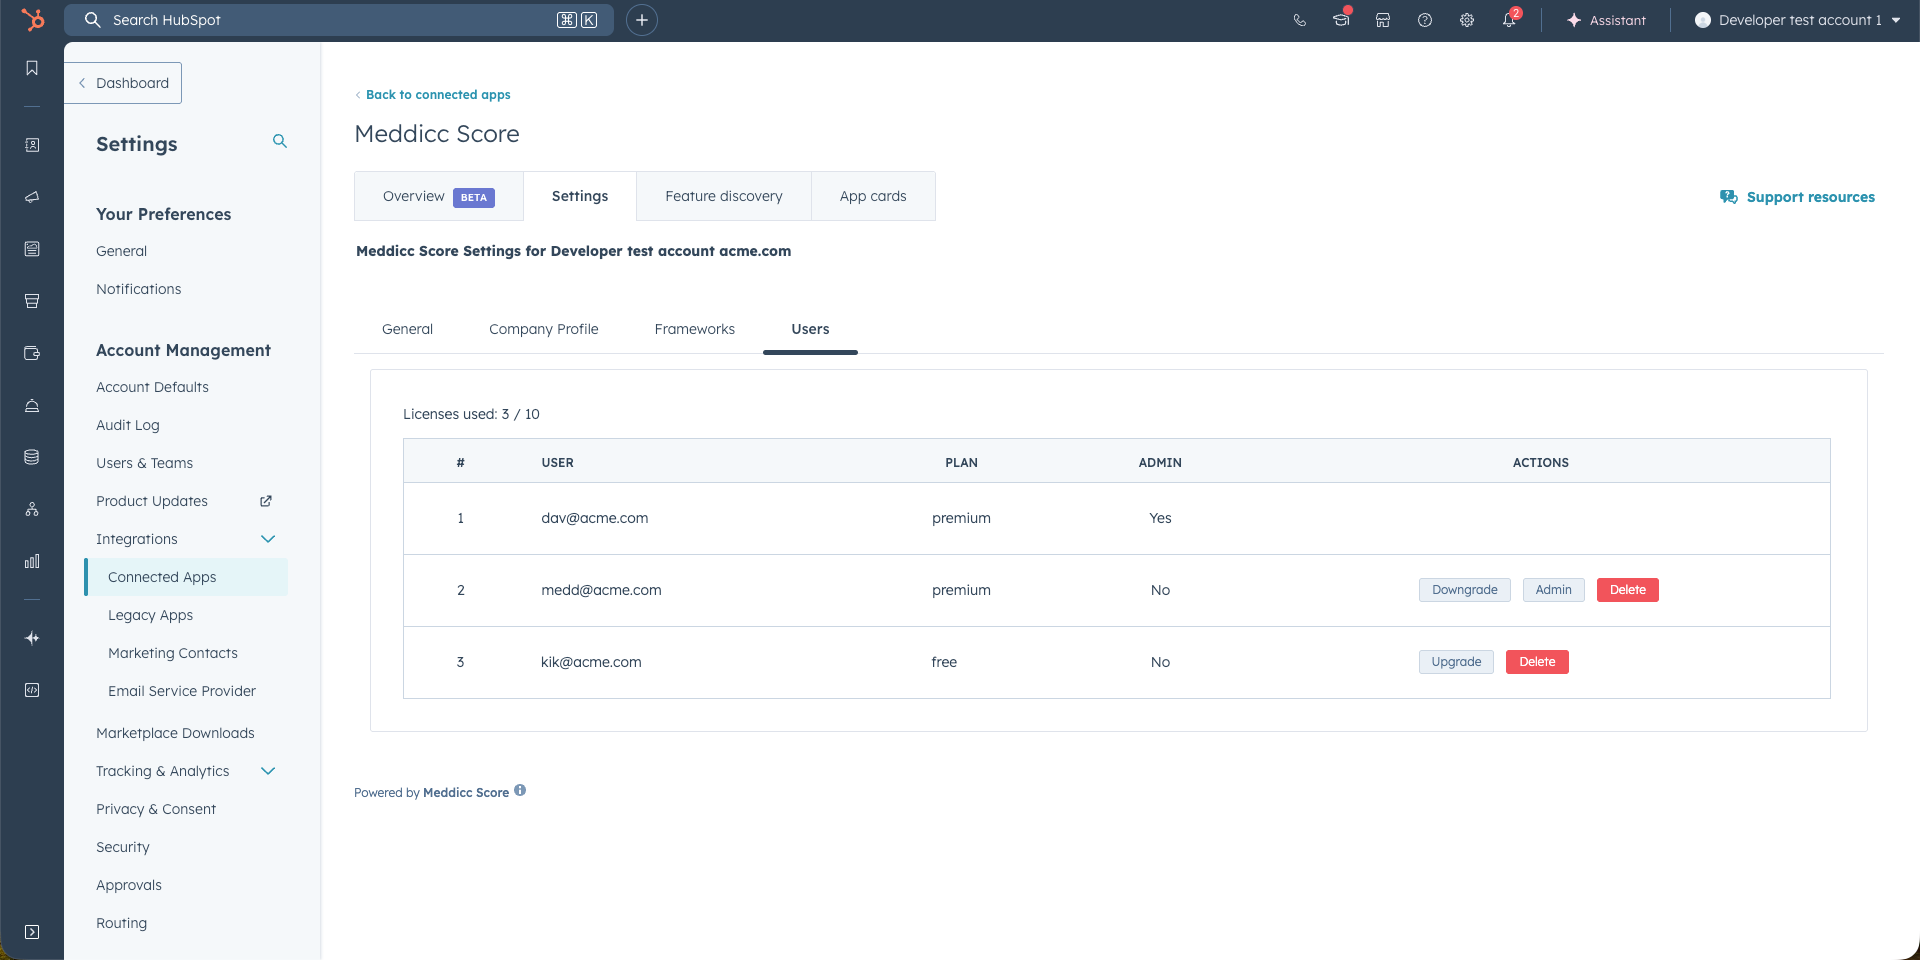 Search HubSpot
⌘ K
2
Assistant
Developer test account 1
Dashboard
Settings
Your Preferences
General
Notifications
Account Management
Account Defaults
Audit Log
Users & Teams
Product Updates
Integrations
Connected Apps
Legacy Apps
Marketing Contacts
Email Service Provider
Marketplace Downloads
Tracking & Analytics
Privacy & Consent
Security
Approvals
Routing
Back to connected apps
Meddicc Score
Overview BETA Settings Feature discovery App cards
Support resources
Meddicc Score Settings for Developer test account acme.com
General Company Profile Frameworks Users
Licenses used: 3 / 10
# USER PLAN ADMIN ACTIONS
1 dav@acme.com premium Yes
2 medd@acme.com premium No Downgrade Admin Delete
3 kik@acme.com free No Upgrade Delete
Powered by Meddicc Score